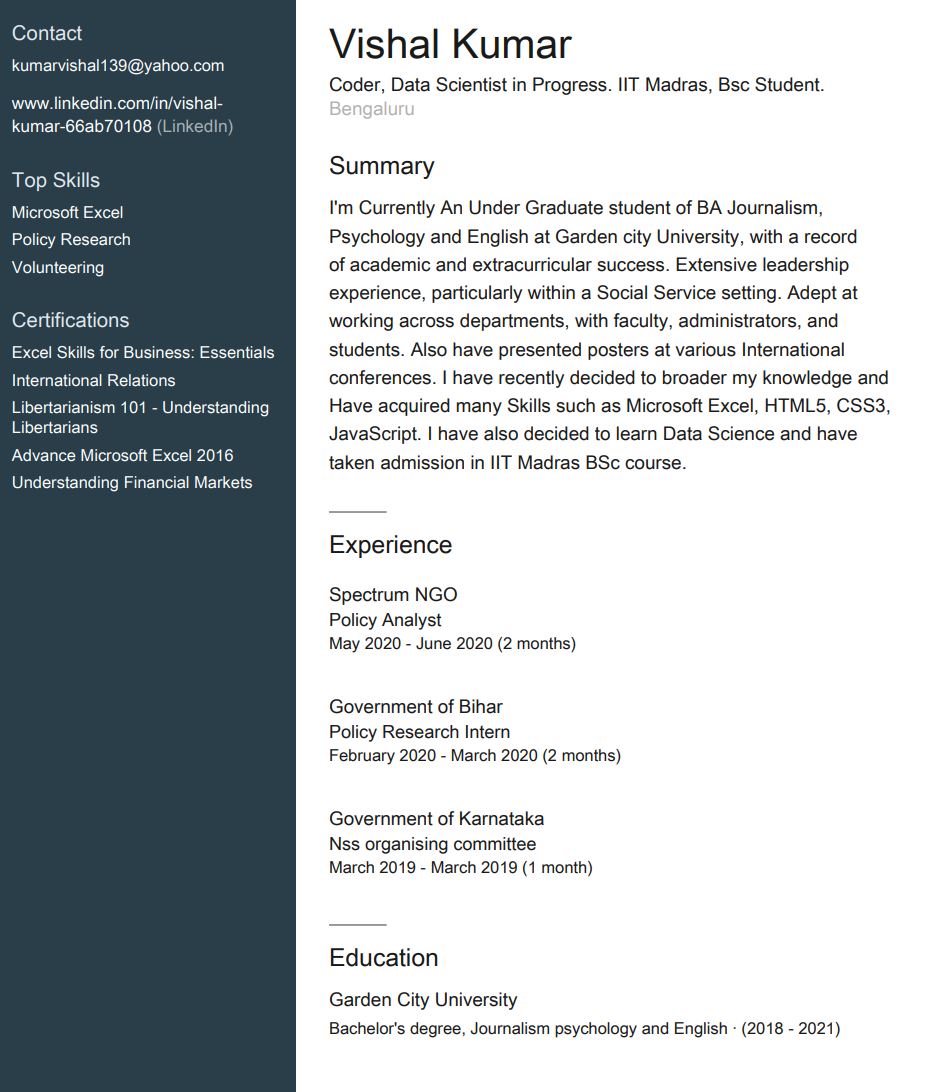 Contact
kumarvishal139@yahoo.com
www.linkedin.com/in/vishal-
kumar-66ab70108 (LinkedIn)
Top Skills
Microsoft Excel
Policy Research
Volunteering
Certifications
Excel Skills for Business: Essentials
International Relations
Libertarianism 101 - Understanding
Libertarians
Advance Microsoft Excel 2016
Understanding Financial Markets
Vishal Kumar
Coder, Data Scientist in Progress. IIT Madras, Bsc Student.
Bengaluru
Summary
I'm Currently An Under Graduate student of BA Journalism,
Psychology and English at Garden city University, with a record
of academic and extracurricular success. Extensive leadership
experience, particularly within a Social Service setting. Adept at
working across departments, with faculty, administrators, and
students. Also have presented posters at various International
conferences. I have recently decided to broader my knowledge and
Have acquired many Skills such as Microsoft Excel, HTML5, CSS3,
JavaScript. I have also decided to learn Data Science and have
taken admission in IIT Madras BSc course.
Experience
Spectrum NGO
Policy Analyst
May 2020 - June 2020 (2 months)
Government of Bihar
Policy Research Intern
February 2020 - March 2020 (2 months)
Government of Karnataka
Nss organising committee
March 2019 - March 2019 (1 month)
Education
Garden City University
Bachelor's degree, Journalism psychology and English · (2018 - 2021)